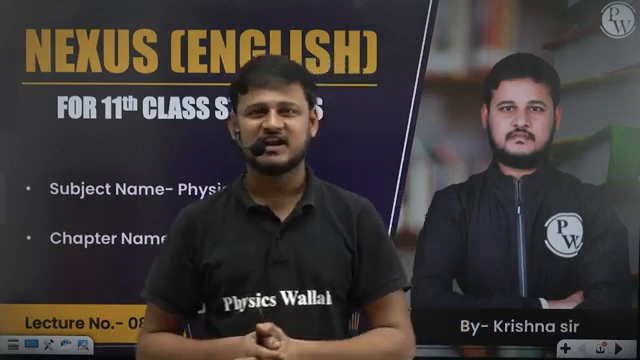 NEXUS (ENGLISH)
FOR 11th CLASS
Subject Name-
Chapter Name
Lecture No.- 08
Physics Wallah
PW
PW
By- Krishna sir